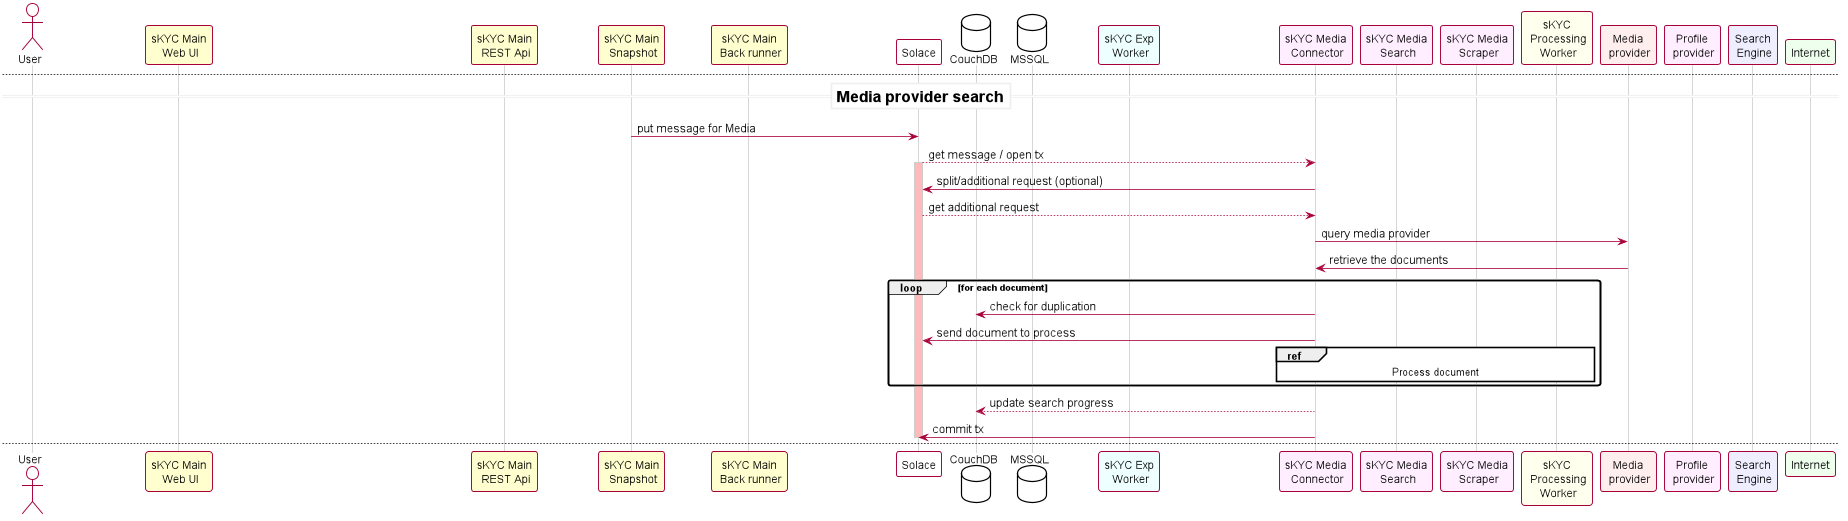 User
sKYC Main
Web UI
sKYC Main
REST Api
sKYC Main
Snapshot
sKYC Main
Back runner
Solace
CouchDB
MSSQL
sKYC Exp
Worker
sKYC Media
Connector
sKYC Media
Search
sKYC Media
Scraper
sKYC
Processing
Worker
Media
provider
Profile
provider
Search
Engine
Internet
Media provider search
put message for Media
get message / open tx
split/additional request (optional)
get additional request
query media provider
retrieve the documents
loop [for each document]
check for duplication
send document to process
ref
Process document
update search progress
commit tx
User
sKYC Main
Web UI
sKYC Main
REST Api
sKYC Main
Snapshot
sKYC Main
Back runner
Solace
CouchDB
MSSQL
sKYC Exp
Worker
sKYC Media
Connector
sKYC Media
Search
sKYC Media
Scraper
sKYC
Processing
Worker
Media
provider
Profile
provider
Search
Engine
Internet